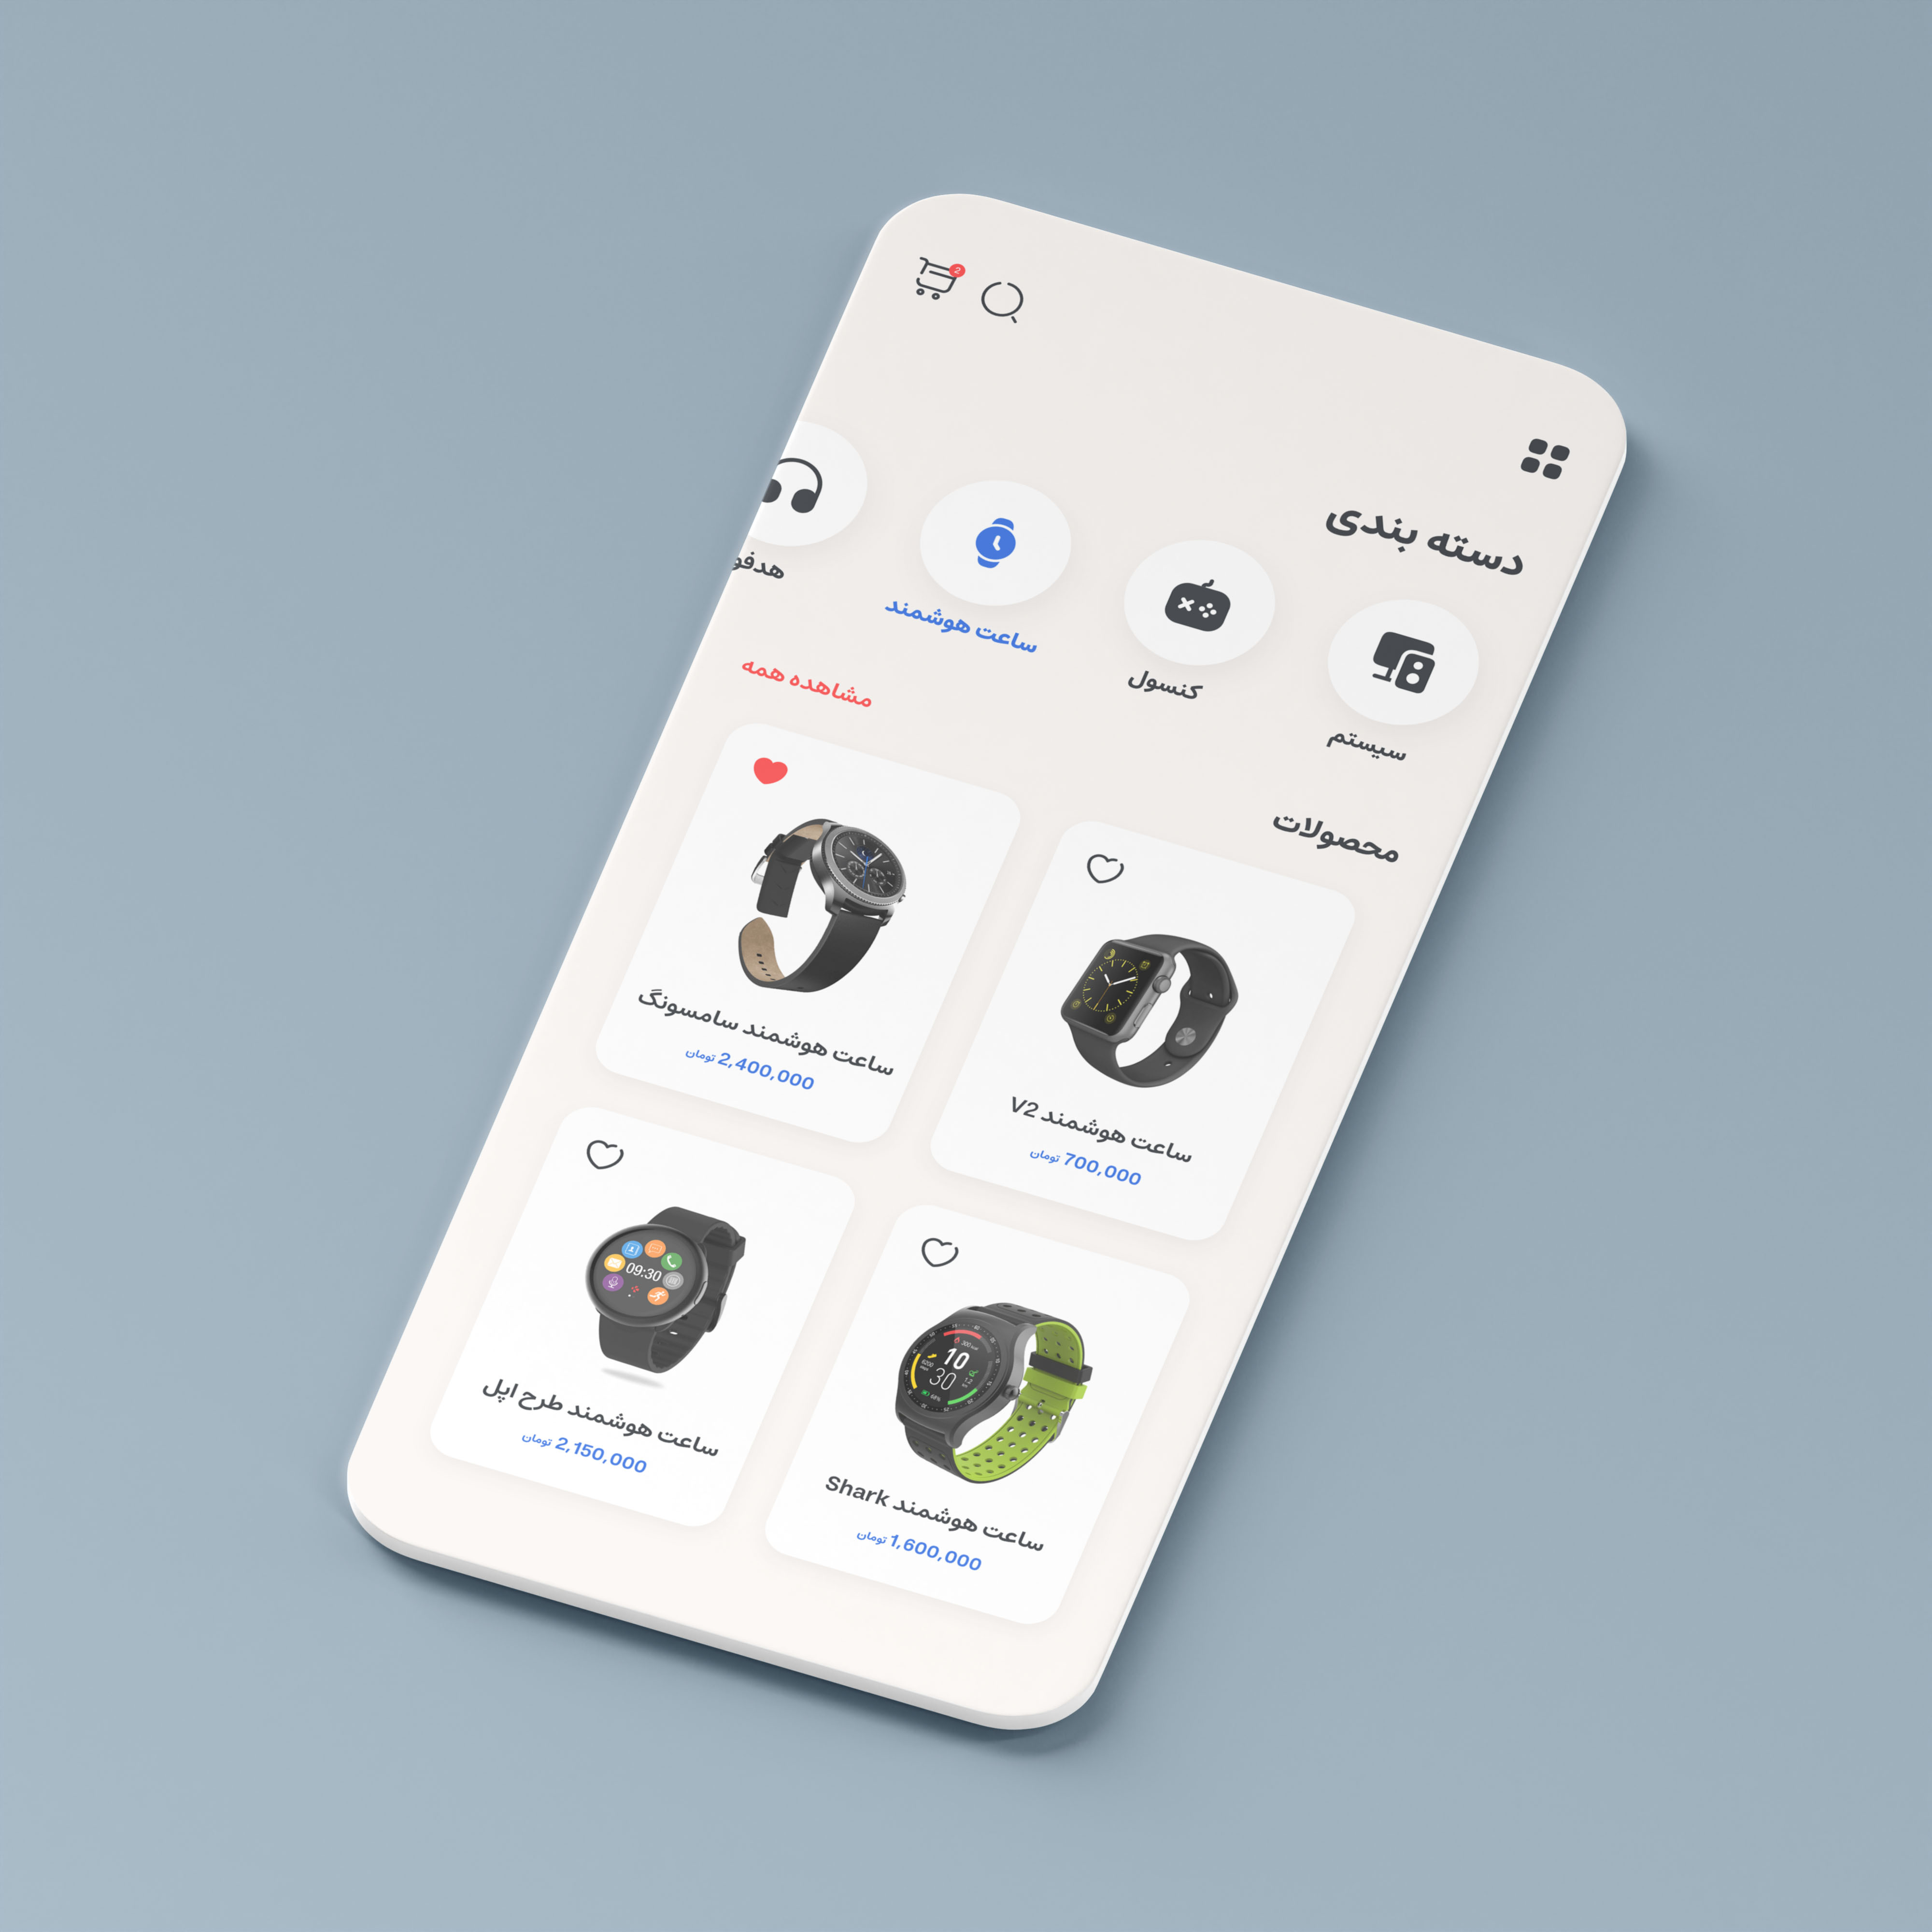 2
دسته بندی
سیستم
کنسول
ساعت هوشمند
هدفو
محصولات
مشاهده همه
ساعت هوشمند V2
700,000 تومان
ساعت هوشمند سامسونگ
2,400,000 تومان
10
30
ساعت هوشمند Shark
1,600,000 تومان
09:30
ساعت هوشمند طرح اپل
2,150,000 تومان